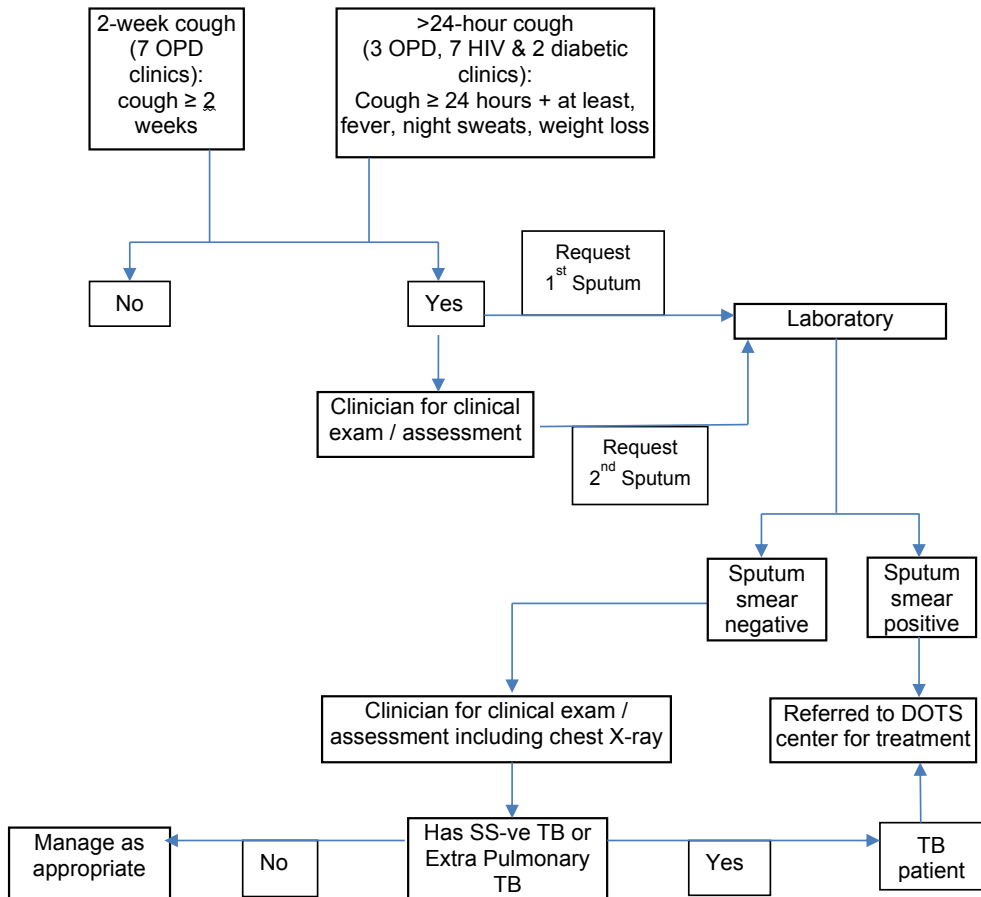 2-week cough
(7 OPD
clinics):
cough ≥ 2
weeks
>24-hour cough
(3 OPD, 7 HIV & 2 diabetic
clinics):
Cough ≥ 24 hours + at least,
fever, night sweats, weight loss
No
Yes
Request
1st Sputum
Laboratory
Clinician for clinical
exam / assessment
Request
2nd Sputum
Sputum
smear
negative
Sputum
smear
positive
Clinician for clinical exam /
assessment including chest X-ray
Referred to DOTS
center for treatment
Manage as
appropriate
No
Has SS-ve TB or
Extra Pulmonary
TB
Yes
TB
patient